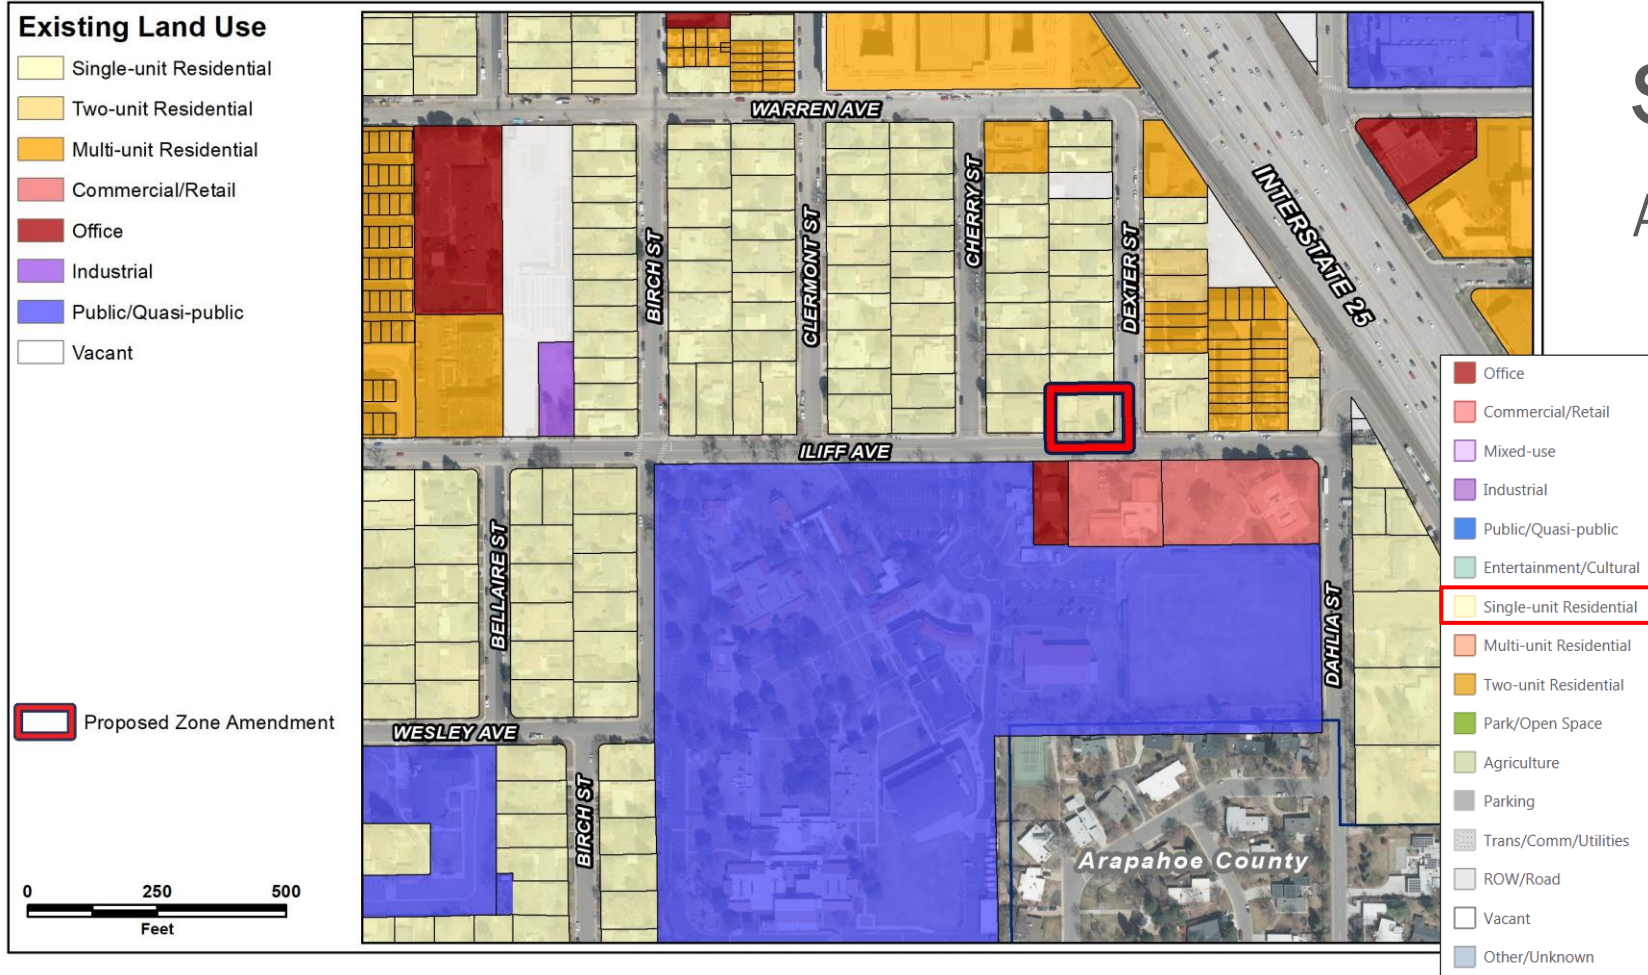 Existing Land Use
Single-unit Residential
Two-unit Residential
Multi-unit Residential
Commercial/Retail
Office
Industrial
Public/Quasi-public
Vacant
Proposed Zone Amendment
0 250 500
Feet
WARREN AVE
BIRCH ST
CLERMONT ST
CHERRY ST
DEXTER ST
INTERSTATE 25
ILIFF AVE
BELLAIRE ST
DAHLIA ST
WESLEY AVE
BIRCH ST
Arapahoe County
S
A
Office
Commercial/Retail
Mixed-use
Industrial
Public/Quasi-public
Entertainment/Cultural
Single-unit Residential
Multi-unit Residential
Two-unit Residential
Park/Open Space
Agriculture
Parking
Trans/Comm/Utilities
ROW/Road
Vacant
Other/Unknown